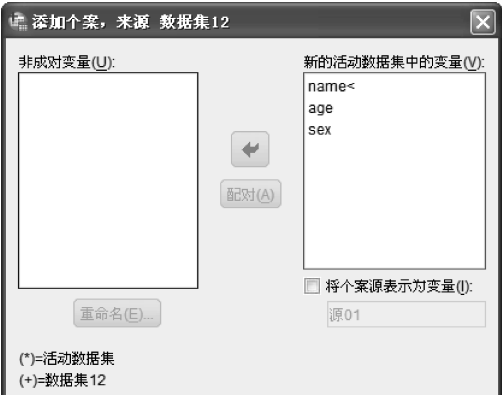 添加个案，来源 数据集12
非成对变量(U):
新的活动数据集中的变量(V):
name<
age
sex
配对(A)
将个案源表示为变量(I):
重命名(E)...
源01
(*)=活动数据集
(+)=数据集12